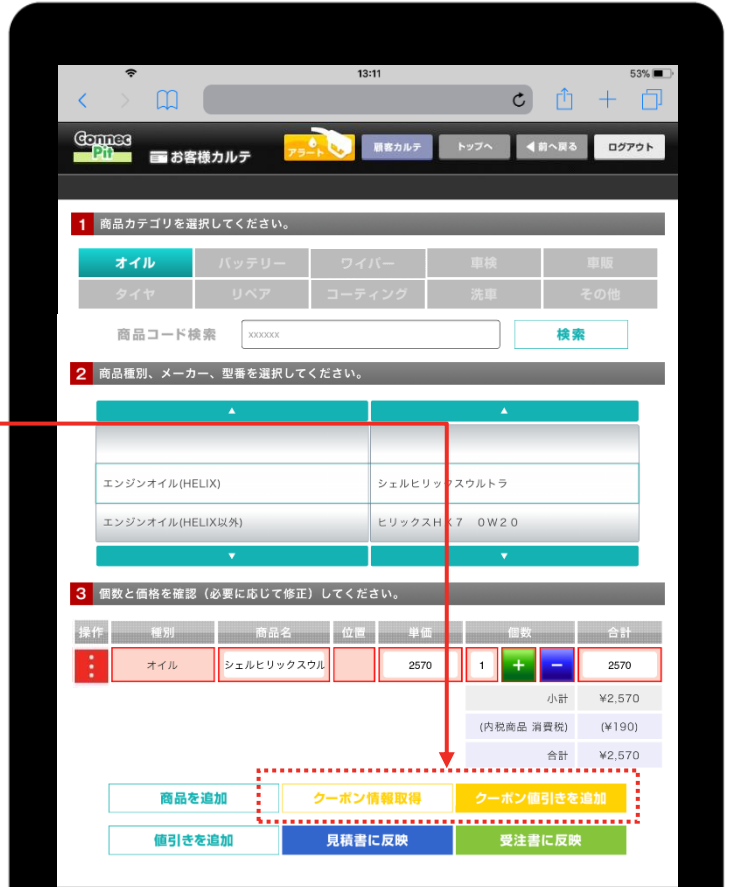 13:11 53%
Connec Pit お客様カルテ アラート 顧客カルテ トップへ ◀前へ戻る ログアウト
1 商品カテゴリを選択してください。
オイル バッテリー ワイパー 車検 車販
タイヤ リペア コーティング 洗車 その他
商品コード検索 xxxxxx 検索
2 商品種別、メーカー、型番を選択してください。
▲ ▲
エンジンオイル(HELIX) シェルヒリックスウルトラ
エンジンオイル(HELIX以外) ヒリックスHX7 0W20
▼ ▼
3 個数と価格を確認（必要に応じて修正）してください。
操作 種別 商品名 位置 単価 個数 合計
オイル シェルヒリックスウル 2570 1 + − 2570
小計 ¥2,570
(内税商品 消費税) (¥190)
合計 ¥2,570
商品を追加 クーポン情報取得 クーポン値引きを追加
値引きを追加 見積書に反映 受注書に反映